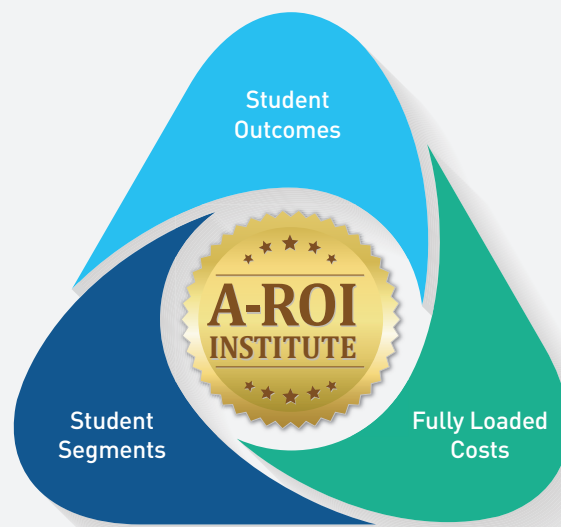 Student
Outcomes
A-ROI
INSTITUTE
Student
Segments
Fully Loaded
Costs